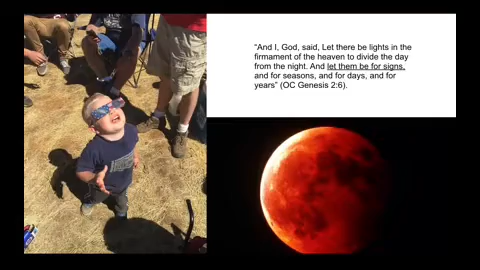 “And I, God, said, Let there be lights in the
firmament of the heaven to divide the day
from the night. And let them be for signs,
and for seasons, and for days, and for
years” (OC Genesis 2:6).